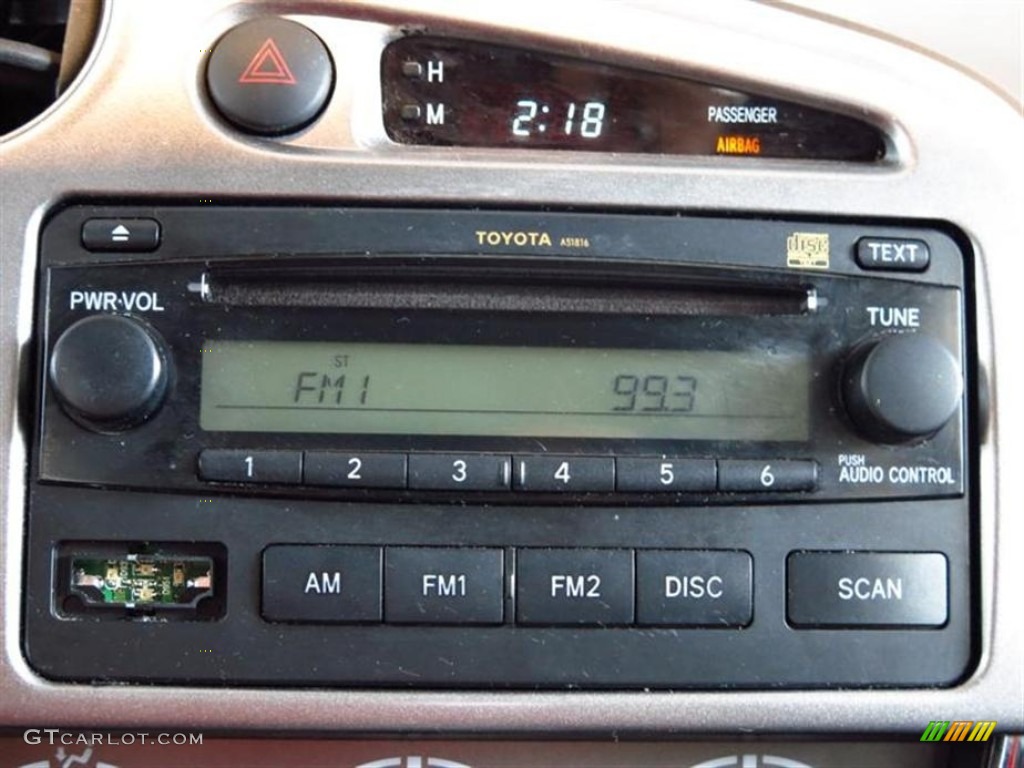 H
M
2:18
PASSENGER
AIRBAG
TOYOTA A51816
disc
TEXT
PWR·VOL
TUNE
ST
FM1 99.3
1 2 3 4 5 6
PUSH
AUDIO CONTROL
AM FM1 FM2 DISC SCAN
GTCARLOT.COM